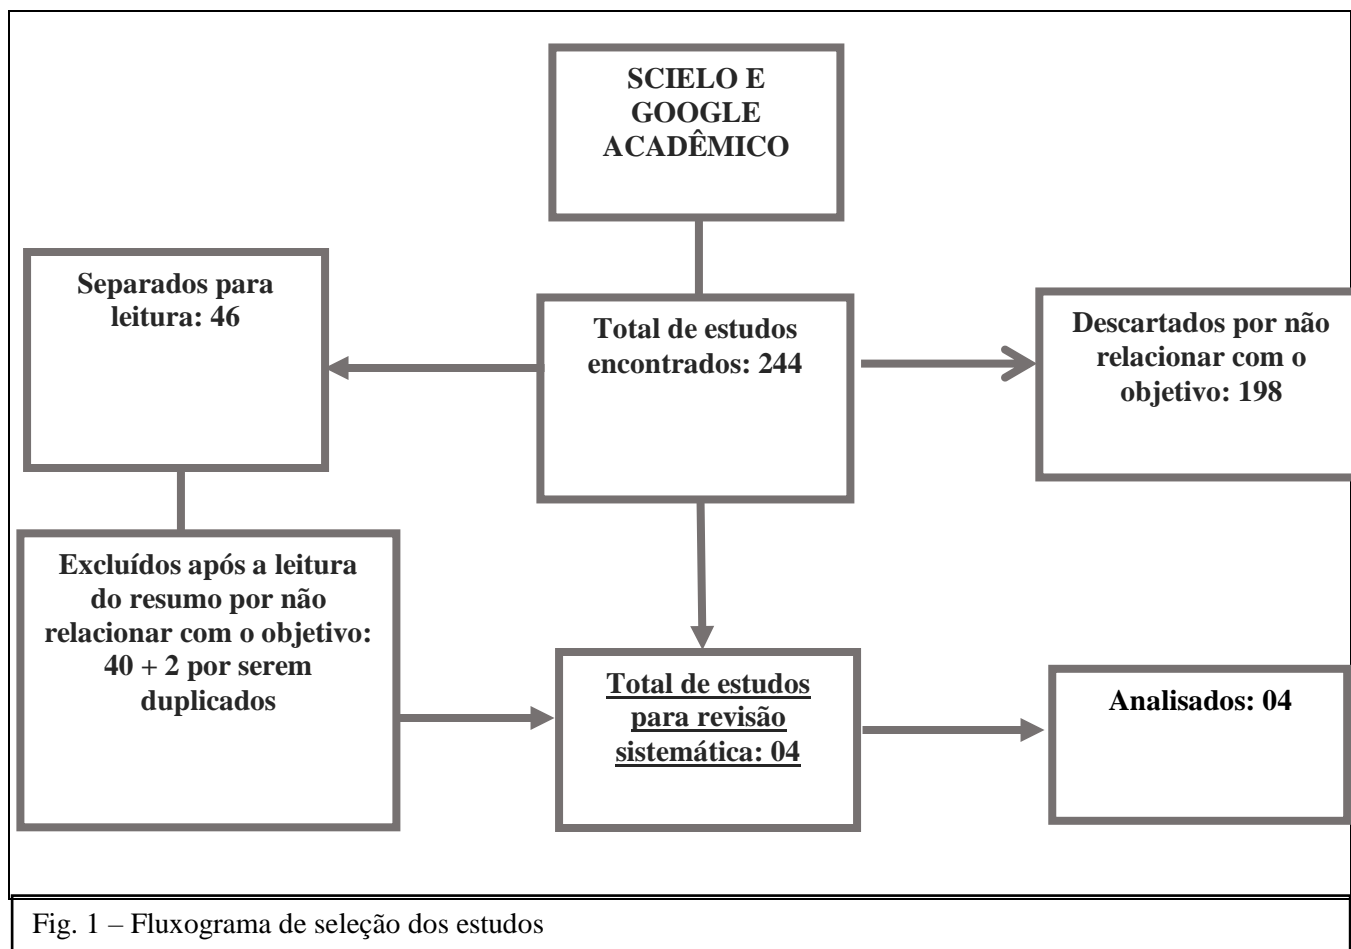 SCIELO E
GOOGLE
ACADÊMICO
Separados para
leitura: 46
Total de estudos
encontrados: 244
Descartados por não
relacionar com o
objetivo: 198
Excluídos após a leitura
do resumo por não
relacionar com o objetivo:
40 + 2 por serem
duplicados
Total de estudos
para revisão
sistemática: 04
Analisados: 04
Fig. 1 – Fluxograma de seleção dos estudos